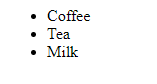 • Coffee
• Tea
• Milk